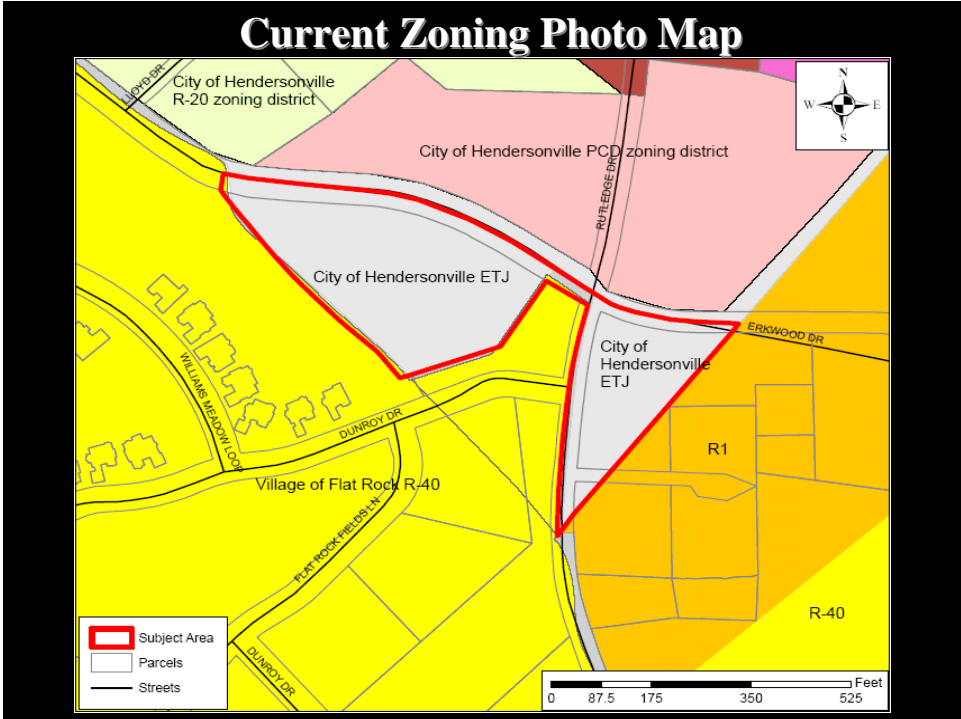 Current Zoning Photo Map
LLOYD DR
City of Hendersonville
R-20 zoning district
N
W
E
S
City of Hendersonville PCD zoning district
RUTLEDGE DR
City of Hendersonville ETJ
ERKWOOD DR
City of
Hendersonville
ETJ
WILLIAMS MEADOW LOOP
DUNROY DR
R1
Village of Flat Rock R-40
FLAT ROCK FIELDS LN
R-40
DUNROY DR
Subject Area
Parcels
Streets
Feet
0 87.5 175 350 525